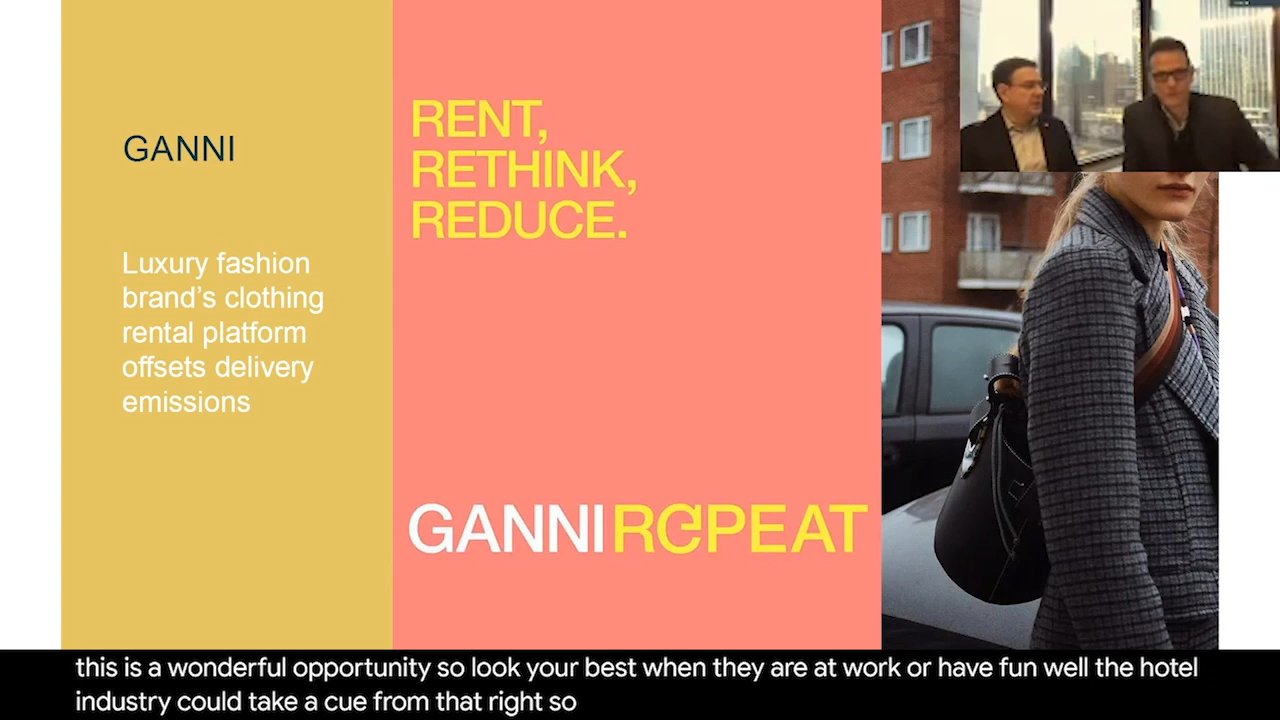 GANNI
Luxury fashion
brand's clothing
rental platform
offsets delivery
emissions
RENT,
RETHINK,
REDUCE.
GANNI REPEAT
this is a wonderful opportunity so look your best when they are at work or have fun well the hotel
industry could take a cue from that right so